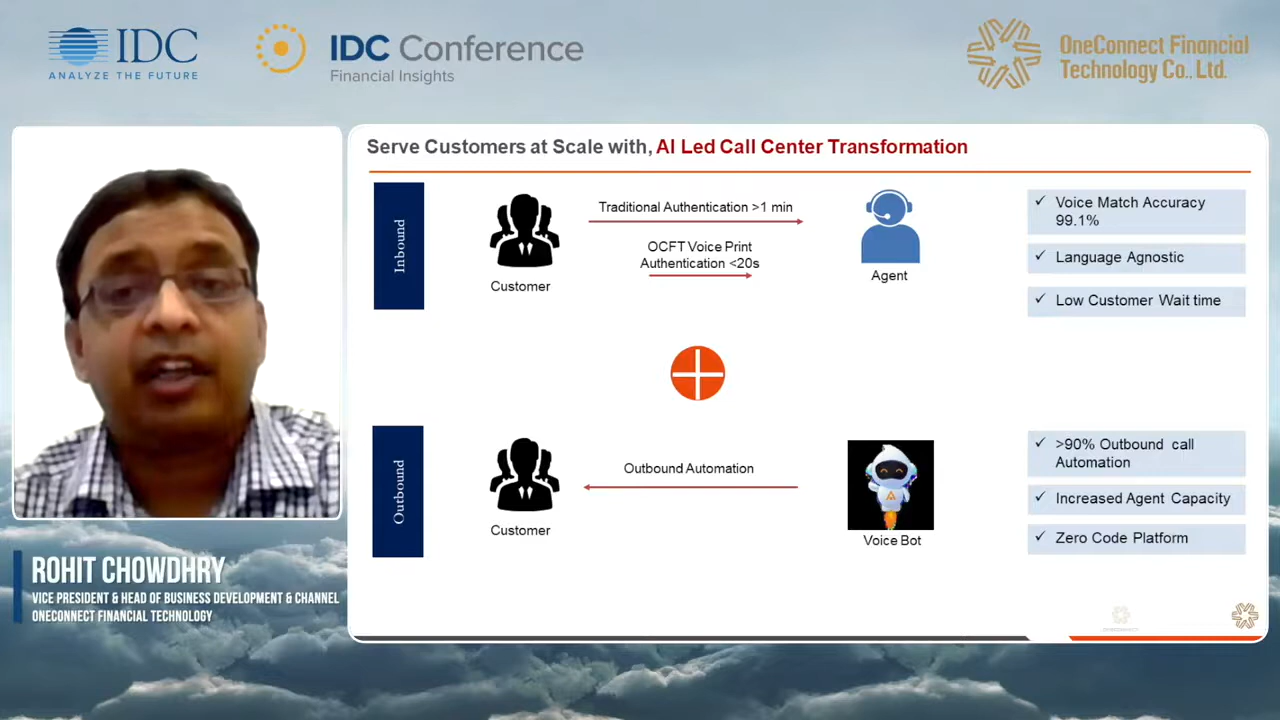 IDC
ANALYZE THE FUTURE
IDC Conference
Financial Insights
OneConnect Financial
Technology Co., Ltd.
Serve Customers at Scale with, AI Led Call Center Transformation
Inbound
Customer
Traditional Authentication >1 min
OCFT Voice Print
Authentication <20s
Agent
✓ Voice Match Accuracy
99.1%
✓ Language Agnostic
✓ Low Customer Wait time
Outbound
Customer
Outbound Automation
Voice Bot
✓ >90% Outbound call
Automation
✓ Increased Agent Capacity
✓ Zero Code Platform
ROHIT CHOWDHRY
VICE PRESIDENT & HEAD OF BUSINESS DEVELOPMENT & CHANNEL
ONECONNECT FINANCIAL TECHNOLOGY